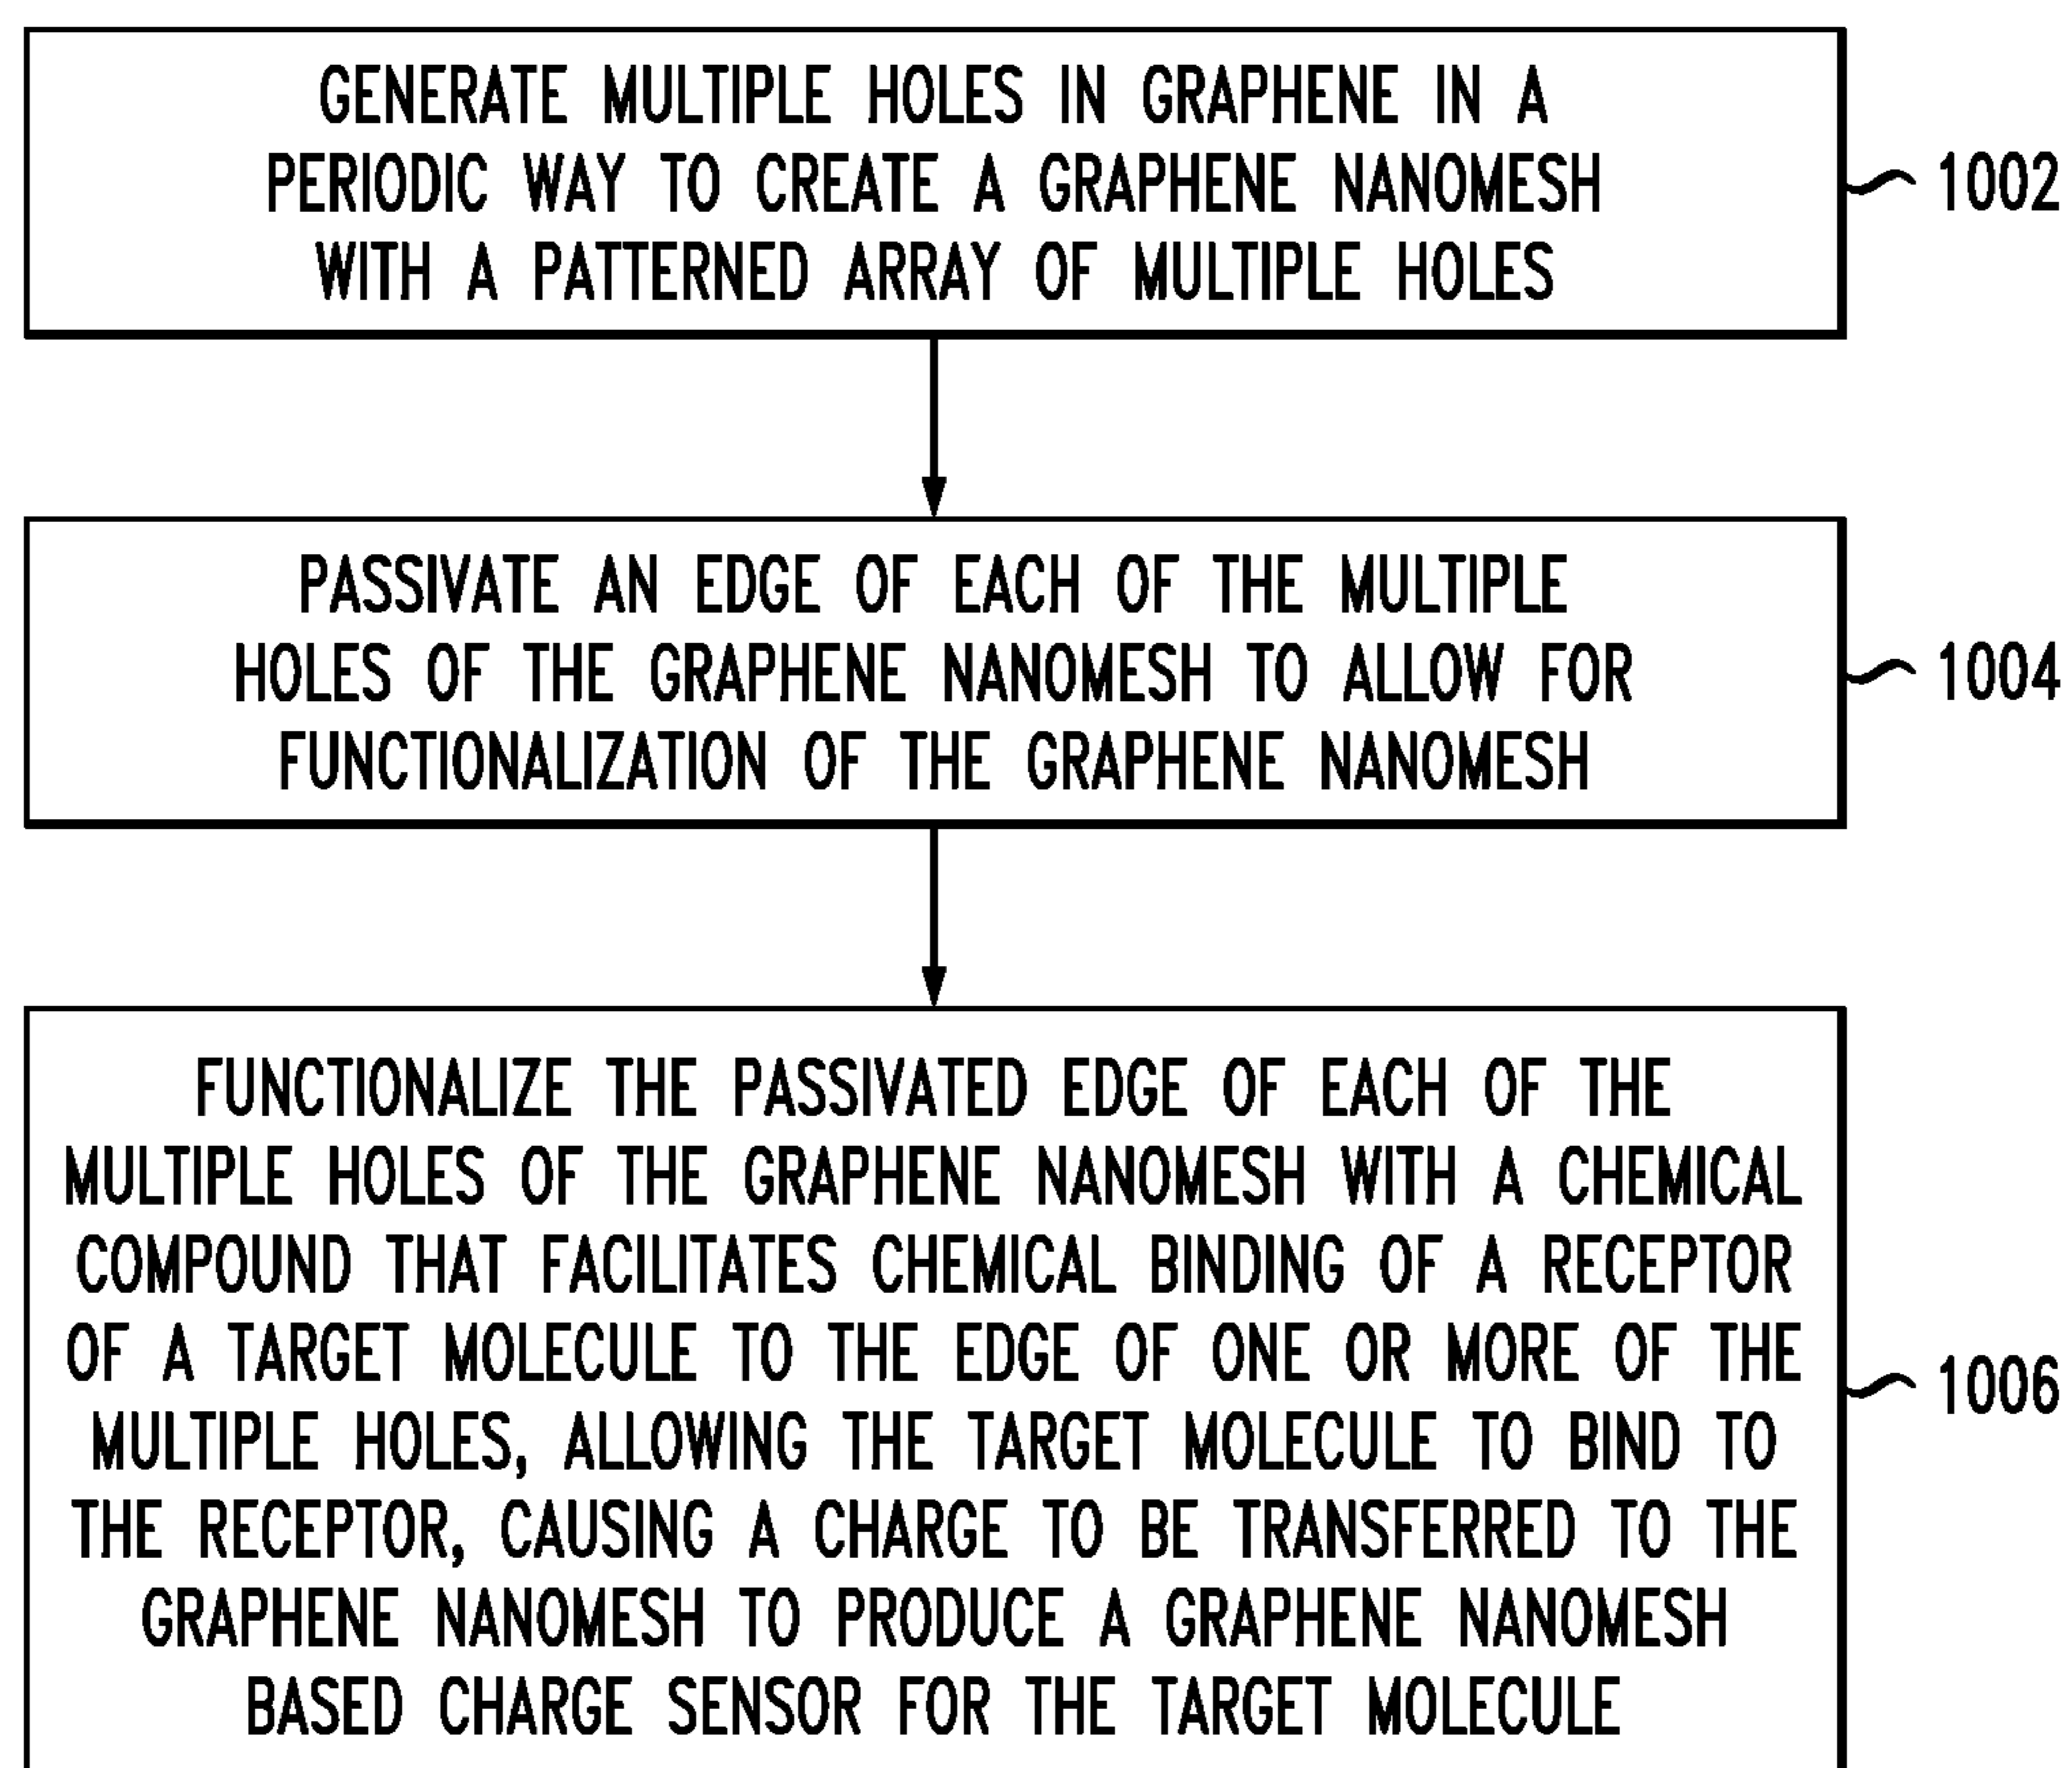 GENERATE MULTIPLE HOLES IN GRAPHENE IN A
PERIODIC WAY TO CREATE A GRAPHENE NANOMESH
WITH A PATTERNED ARRAY OF MULTIPLE HOLES
1002
PASSIVATE AN EDGE OF EACH OF THE MULTIPLE
HOLES OF THE GRAPHENE NANOMESH TO ALLOW FOR
FUNCTIONALIZATION OF THE GRAPHENE NANOMESH
1004
FUNCTIONALIZE THE PASSIVATED EDGE OF EACH OF THE
MULTIPLE HOLES OF THE GRAPHENE NANOMESH WITH A CHEMICAL
COMPOUND THAT FACILITATES CHEMICAL BINDING OF A RECEPTOR
OF A TARGET MOLECULE TO THE EDGE OF ONE OR MORE OF THE
MULTIPLE HOLES, ALLOWING THE TARGET MOLECULE TO BIND TO
THE RECEPTOR, CAUSING A CHARGE TO BE TRANSFERRED TO THE
GRAPHENE NANOMESH TO PRODUCE A GRAPHENE NANOMESH
BASED CHARGE SENSOR FOR THE TARGET MOLECULE
1006